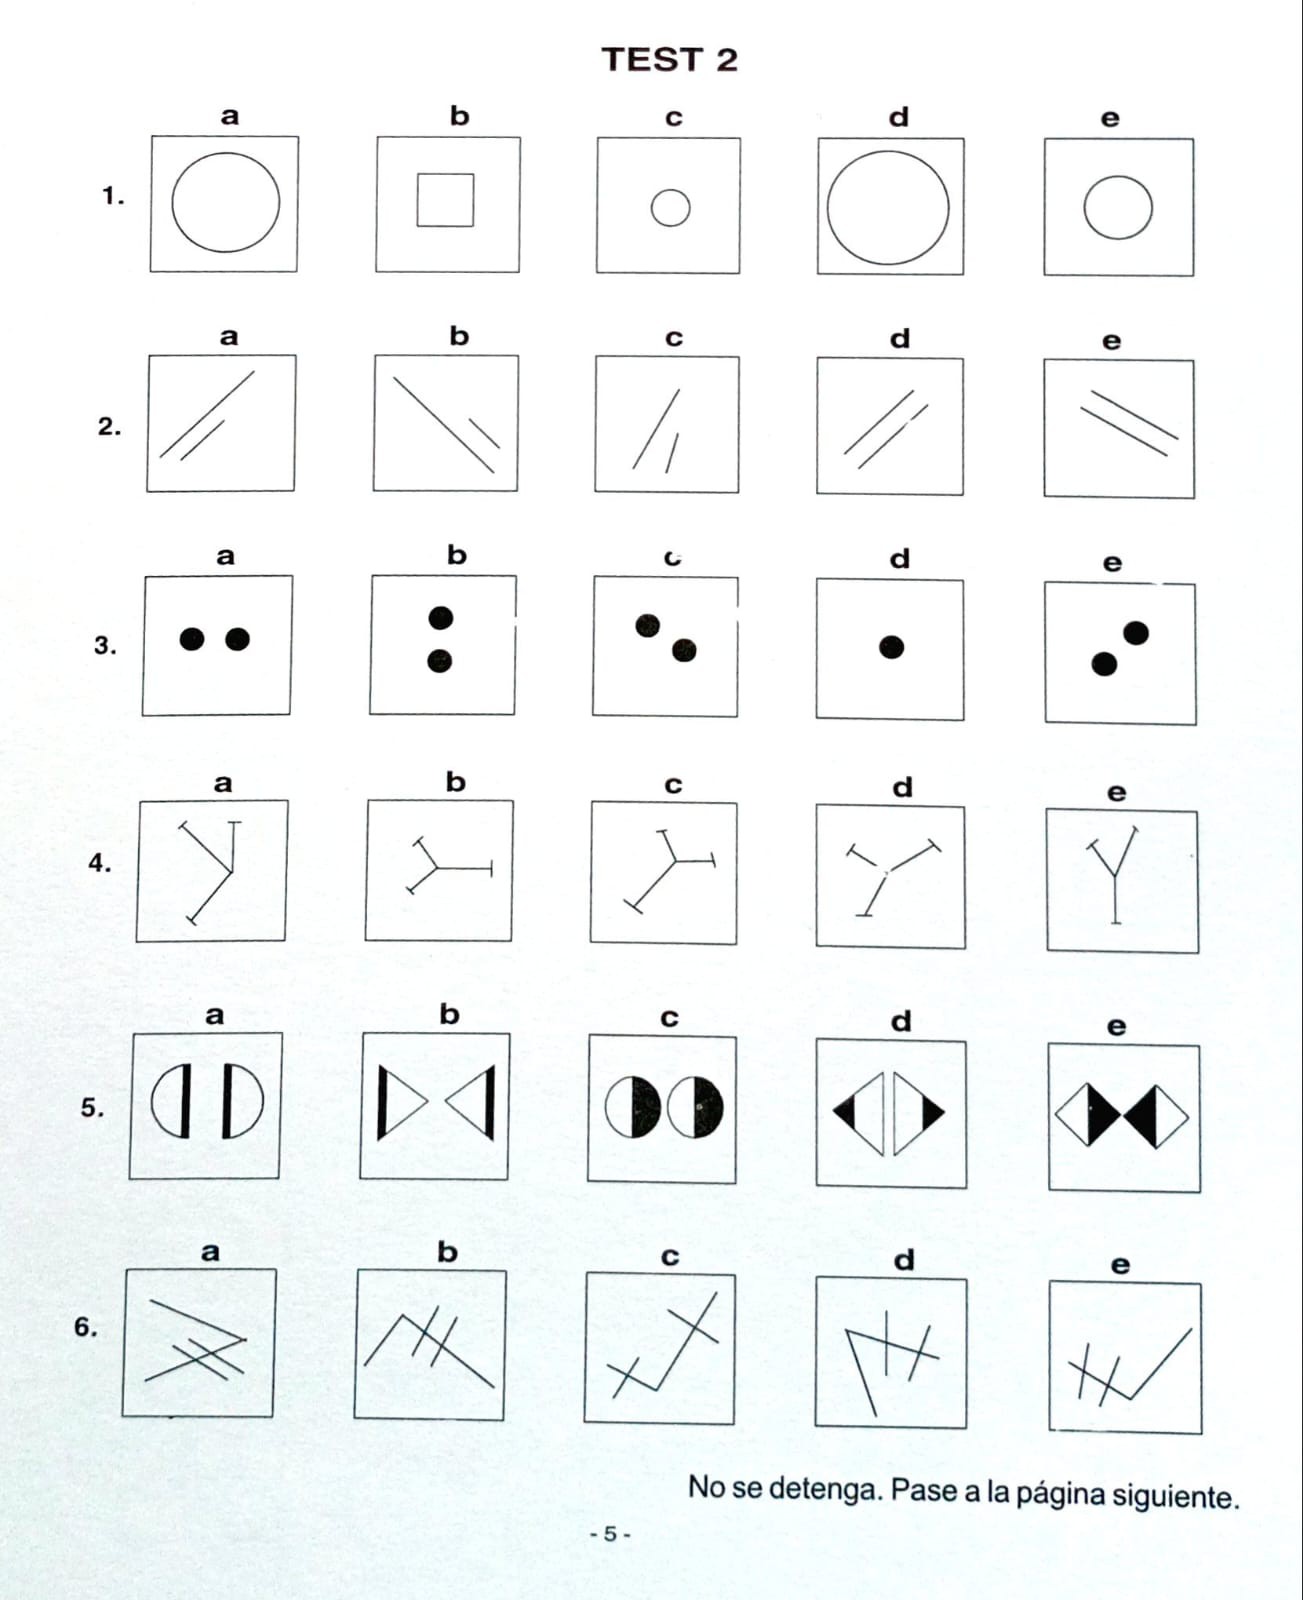 TEST 2
a b c d e
1.
a b c d e
2.
a b c d e
3.
a b c d e
4.
a b c d e
5.
a b c d e
6.
No se detenga. Pase a la página siguiente.
- 5 -